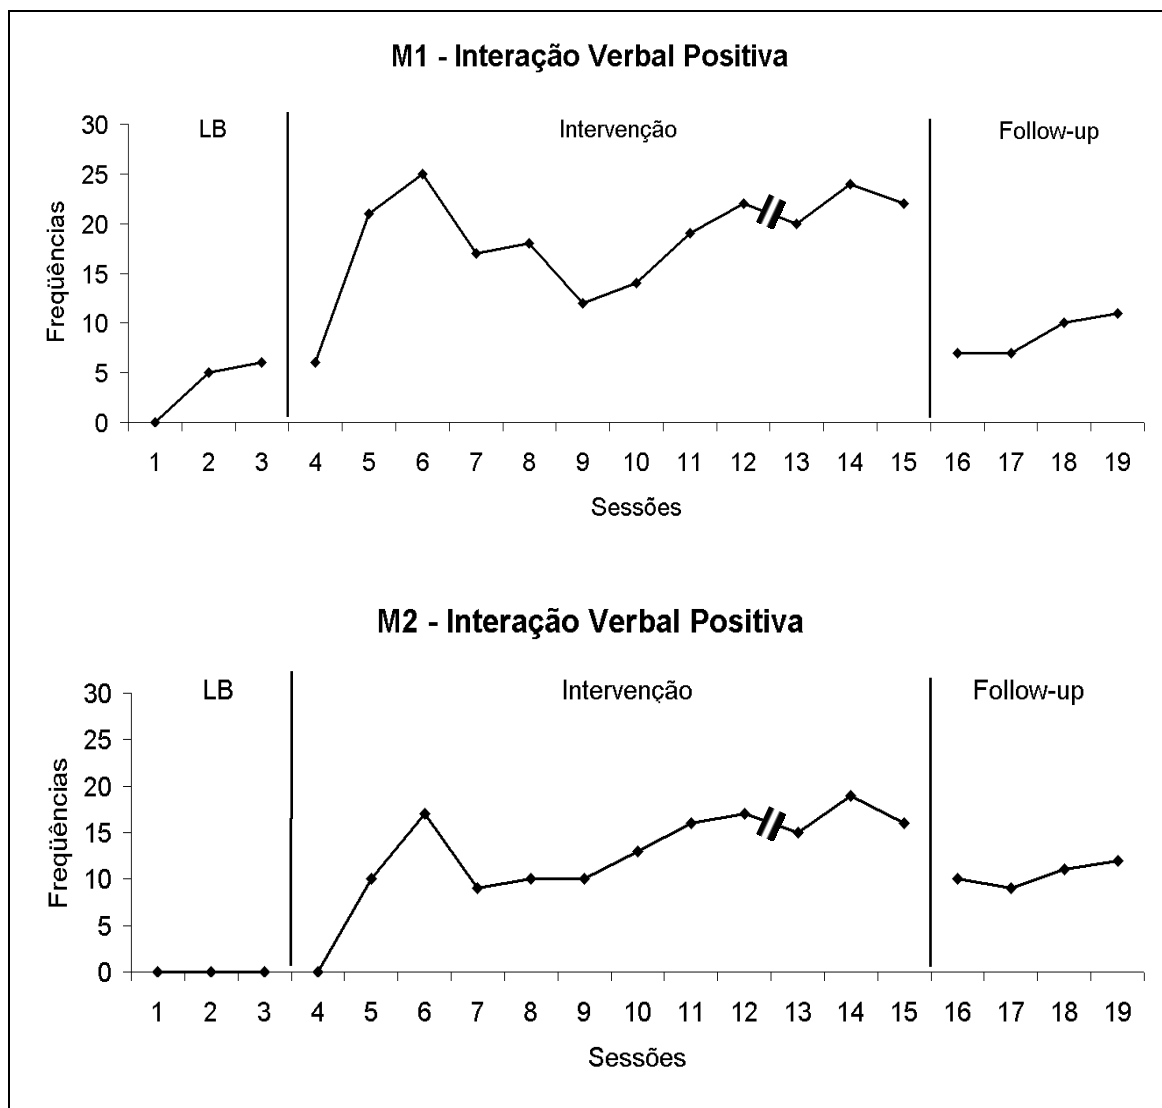 M1 - Interação Verbal Positiva
LB Intervenção Follow-up
30
25
20
15
10
5
0
Freqüências
1 2 3 4 5 6 7 8 9 10 11 12 13 14 15 16 17 18 19
Sessões
M2 - Interação Verbal Positiva
LB Intervenção Follow-up
30
25
20
15
10
5
0
Freqüências
1 2 3 4 5 6 7 8 9 10 11 12 13 14 15 16 17 18 19
Sessões